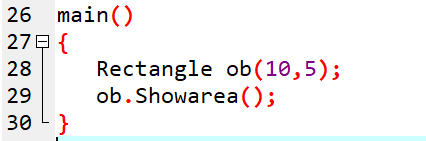 26 main()
27 {
28 Rectangle ob(10,5);
29 ob.Showarea();
30 }